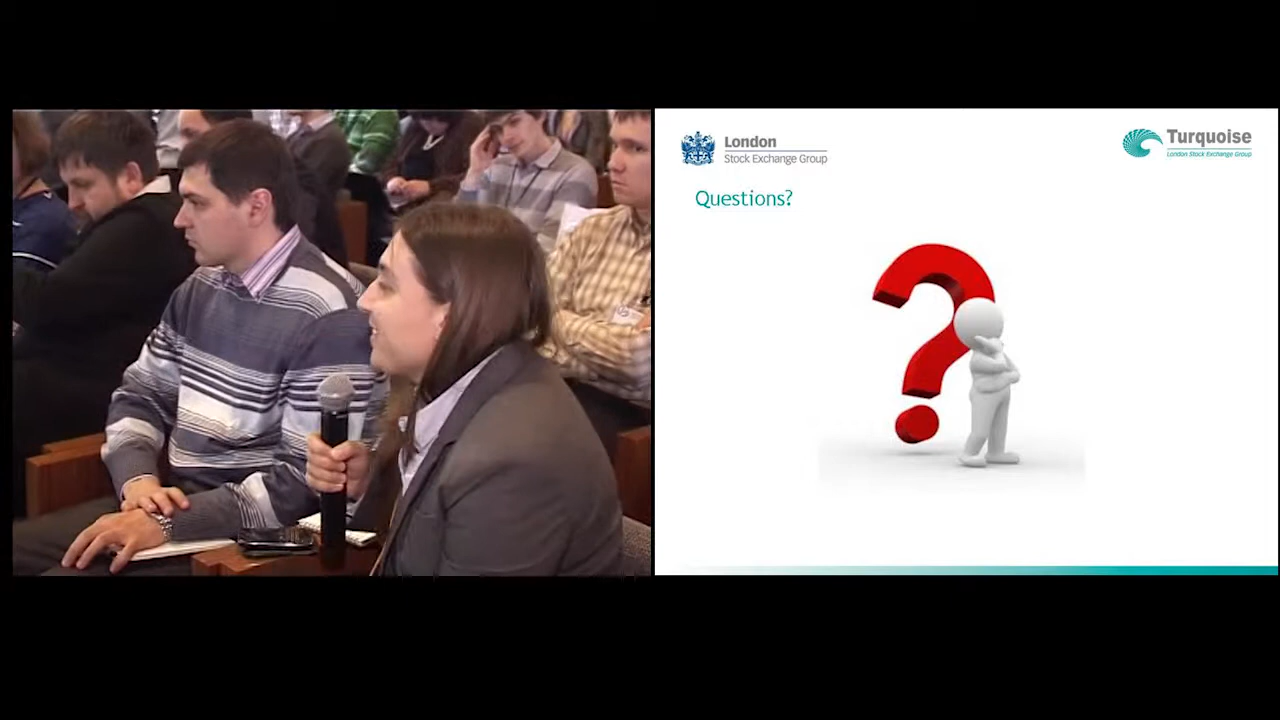 London
Stock Exchange Group
Turquoise
London Stock Exchange Group
Questions?